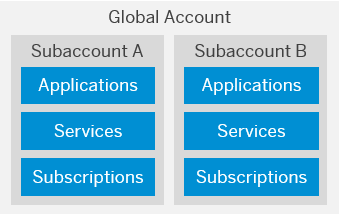 Global Account
Subaccount A
Applications
Services
Subscriptions
Subaccount B
Applications
Services
Subscriptions